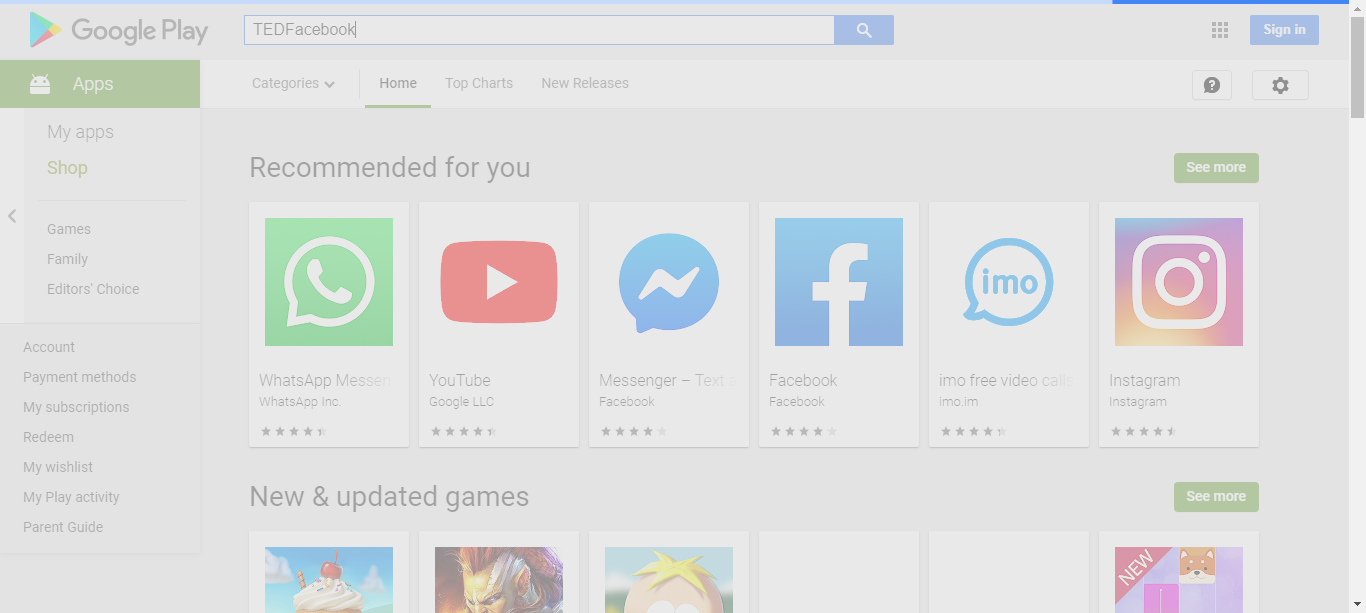 Google Play
TEDFacebook
Sign in
Apps
Categories
Home
Top Charts
New Releases
My apps
Shop
Games
Family
Editors' Choice
Account
Payment methods
My subscriptions
Redeem
My wishlist
My Play activity
Parent Guide
Recommended for you
See more
imo
WhatsApp Messen
WhatsApp Inc.
YouTube
Google LLC
Messenger – Text a
Facebook
Facebook
Facebook
imo free video calls
imo.im
Instagram
Instagram
New & updated games
See more
NEW